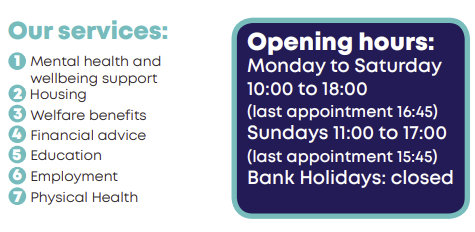 Our services:
1 Mental health and
wellbeing support
2 Housing
3 Welfare benefits
4 Financial advice
5 Education
6 Employment
7 Physical Health
Opening hours:
Monday to Saturday
10:00 to 18:00
(last appointment 16:45)
Sundays 11:00 to 17:00
(last appointment 15:45)
Bank Holidays: closed